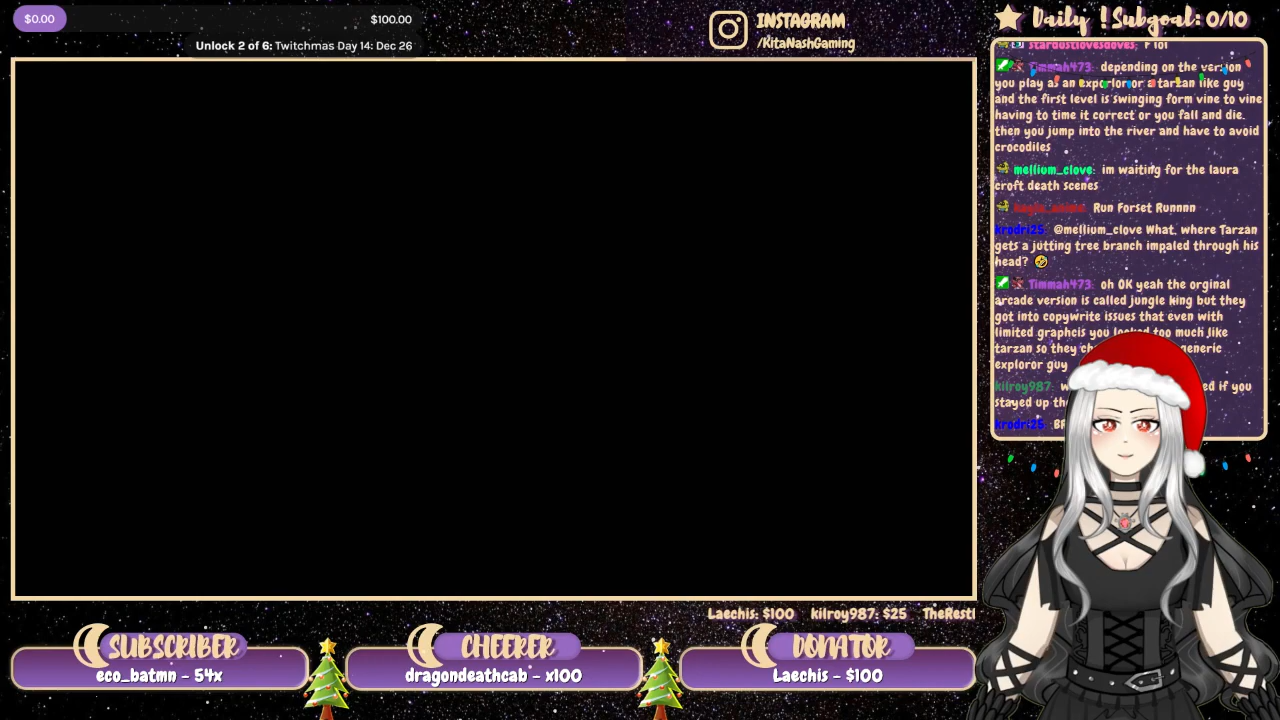 $0.00
$100.00
Unlock 2 of 6: Twitchmas Day 14: Dec 26
INSTAGRAM
/KitaNashGaming
Daily !Subgoal: 0/10
stardustlovesdoves: F lol
Timmah473: depending on the version
you play as an explorlor or a tarzan like guy
and the first level is swinging form vine to vine
having to time it correct or you fall and die.
then you jump into the river and have to avoid
crocodiles
mellium_clove: im waiting for the laura
croft death scenes
Run Forset Runnnn
krodri25: @mellium_clove What, where Tarzan
gets a jutting tree branch impaled through his
head? 🤣
Timmah473: oh OK yeah the orginal
arcade version is called jungle king but they
got into copywrite issues that even with
limited graphcis you looked too much like
tarzan so they generic
exploror guy
kilroy987: if you
stayed up
krodri25:
Laechis: $100 kilroy987: $25 TheRestl
SUBSCRIBER
eco_batmn - 54x
CHEERER
dragondeathcab - x100
DONATOR
Laechis - $100